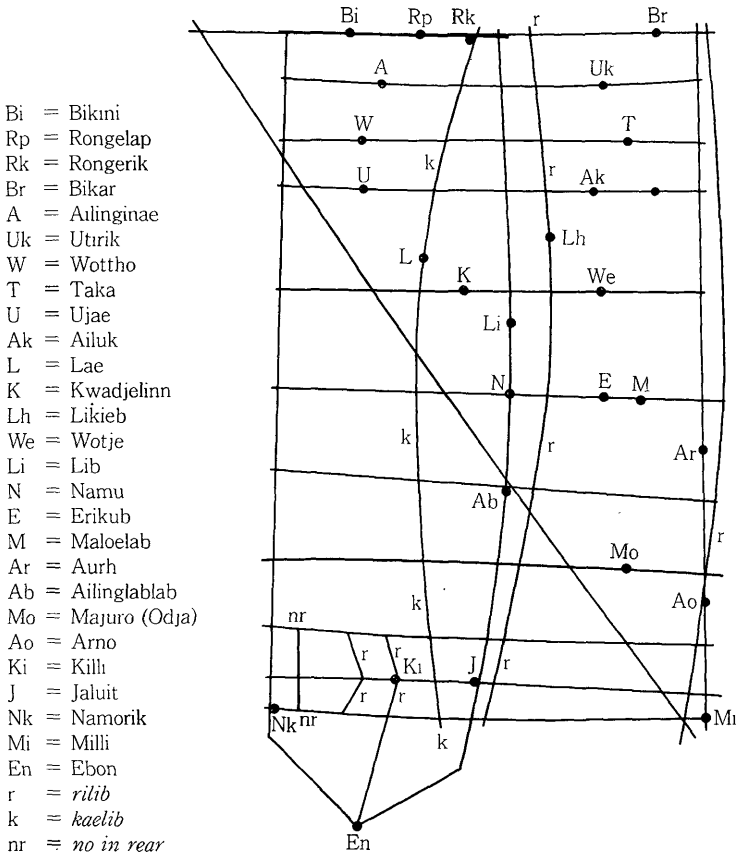 Bi
Rp
Rk
r
Br
A
Uk
W
T
k
r
U
Ak
L
Lh
K
We
Li
N
E
M
k
r
Ar
Ab
r
Mo
k
Ao
nr
r
r
Ki
J
r
r
r
Nk
nr
k
Mi
En
Bi = Bikini
Rp = Rongelap
Rk = Rongerik
Br = Bikar
A = Ailinginae
Uk = Utirik
W = Wottho
T = Taka
U = Ujae
Ak = Ailuk
L = Lae
K = Kwadjelinn
Lh = Likieb
We = Wotje
Li = Lib
N = Namu
E = Erikub
M = Maloelab
Ar = Aurh
Ab = Ailinglablab
Mo = Majuro (Odja)
Ao = Arno
Ki = Killi
J = Jaluit
Nk = Namorik
Mi = Milli
En = Ebon
r = rilib
k = kaelib
nr = no in rear